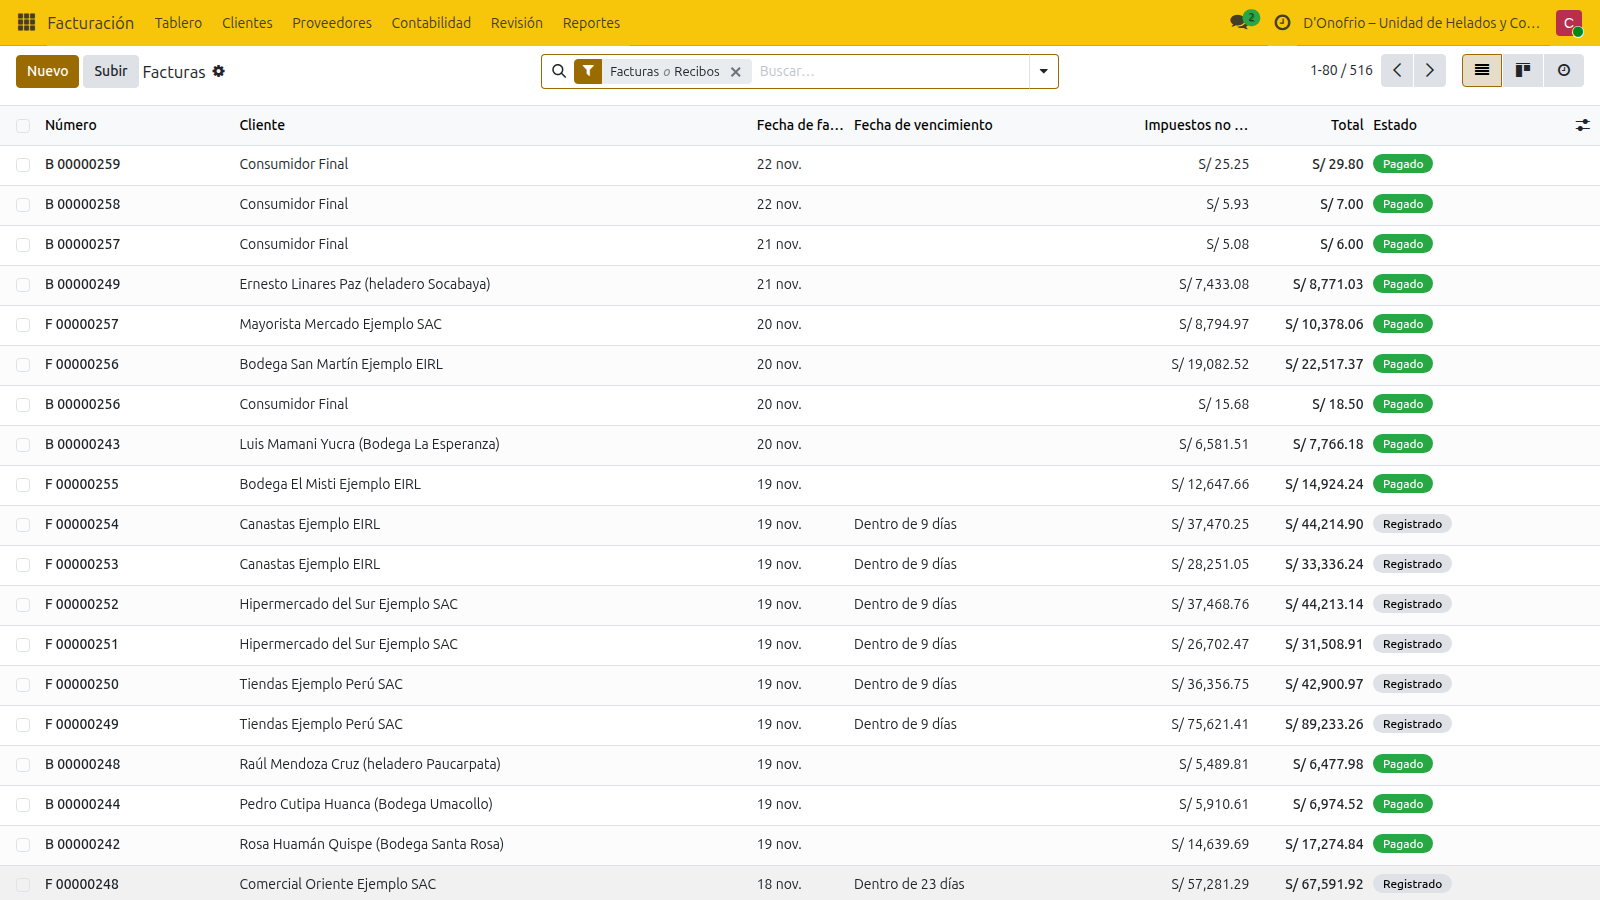 Facturación Tablero Clientes Proveedores Contabilidad Revisión Reportes 2 D'Onofrio – Unidad de Helados y Co... C
Nuevo Subir Facturas Facturas o Recibos Buscar... 1-80 / 516
Número Cliente Fecha de fa... Fecha de vencimiento Impuestos no ... Total Estado
B 00000259 Consumidor Final 22 nov. S/ 25.25 S/ 29.80 Pagado
B 00000258 Consumidor Final 22 nov. S/ 5.93 S/ 7.00 Pagado
B 00000257 Consumidor Final 21 nov. S/ 5.08 S/ 6.00 Pagado
B 00000249 Ernesto Linares Paz (heladero Socabaya) 21 nov. S/ 7,433.08 S/ 8,771.03 Pagado
F 00000257 Mayorista Mercado Ejemplo SAC 20 nov. S/ 8,794.97 S/ 10,378.06 Pagado
F 00000256 Bodega San Martín Ejemplo EIRL 20 nov. S/ 19,082.52 S/ 22,517.37 Pagado
B 00000256 Consumidor Final 20 nov. S/ 15.68 S/ 18.50 Pagado
B 00000243 Luis Mamani Yucra (Bodega La Esperanza) 20 nov. S/ 6,581.51 S/ 7,766.18 Pagado
F 00000255 Bodega El Misti Ejemplo EIRL 19 nov. S/ 12,647.66 S/ 14,924.24 Pagado
F 00000254 Canastas Ejemplo EIRL 19 nov. Dentro de 9 días S/ 37,470.25 S/ 44,214.90 Registrado
F 00000253 Canastas Ejemplo EIRL 19 nov. Dentro de 9 días S/ 28,251.05 S/ 33,336.24 Registrado
F 00000252 Hipermercado del Sur Ejemplo SAC 19 nov. Dentro de 9 días S/ 37,468.76 S/ 44,213.14 Registrado
F 00000251 Hipermercado del Sur Ejemplo SAC 19 nov. Dentro de 9 días S/ 26,702.47 S/ 31,508.91 Registrado
F 00000250 Tiendas Ejemplo Perú SAC 19 nov. Dentro de 9 días S/ 36,356.75 S/ 42,900.97 Registrado
F 00000249 Tiendas Ejemplo Perú SAC 19 nov. Dentro de 9 días S/ 75,621.41 S/ 89,233.26 Registrado
B 00000248 Raúl Mendoza Cruz (heladero Paucarpata) 19 nov. S/ 5,489.81 S/ 6,477.98 Pagado
B 00000244 Pedro Cutipa Huanca (Bodega Umacollo) 19 nov. S/ 5,910.61 S/ 6,974.52 Pagado
B 00000242 Rosa Huamán Quispe (Bodega Santa Rosa) 19 nov. S/ 14,639.69 S/ 17,274.84 Pagado
F 00000248 Comercial Oriente Ejemplo SAC 18 nov. Dentro de 23 días S/ 57,281.29 S/ 67,591.92 Registrado